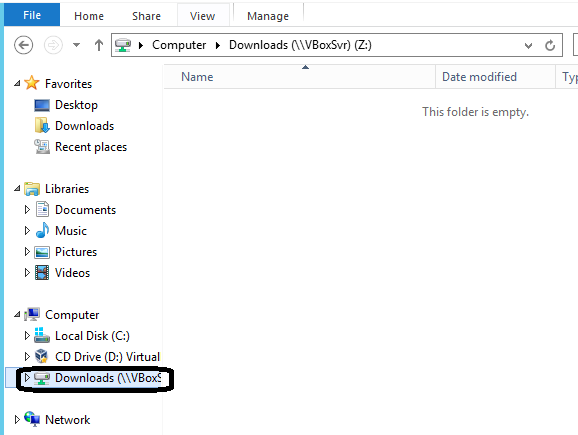 File Home Share View Manage
Computer Downloads (\\VBoxSvr) (Z:)
Name Date modified Ty
This folder is empty.
Favorites
Desktop
Downloads
Recent places
Libraries
Documents
Music
Pictures
Videos
Computer
Local Disk (C:)
CD Drive (D:) Virtual
Downloads (\\VBoxS
Network